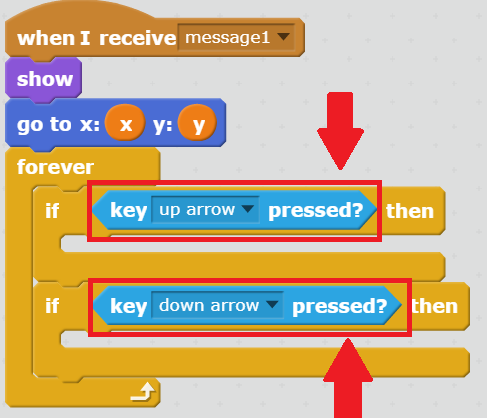 when I receive message1
show
go to x: x y: y
forever
if key up arrow pressed? then
if key down arrow pressed? then